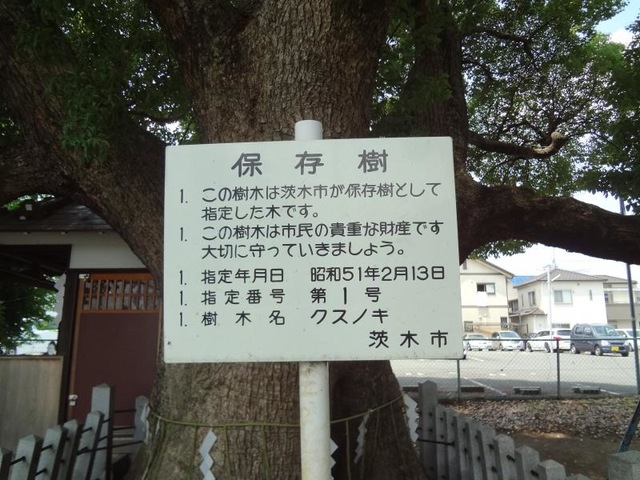 保存樹
1. この樹木は茨木市が保存樹として
指定した木です。
1. この樹木は市民の貴重な財産です
大切に守っていきましょう。
1. 指定年月日 昭和51年2月13日
1. 指定番号 第1号
1. 樹木名 クスノキ
茨木市